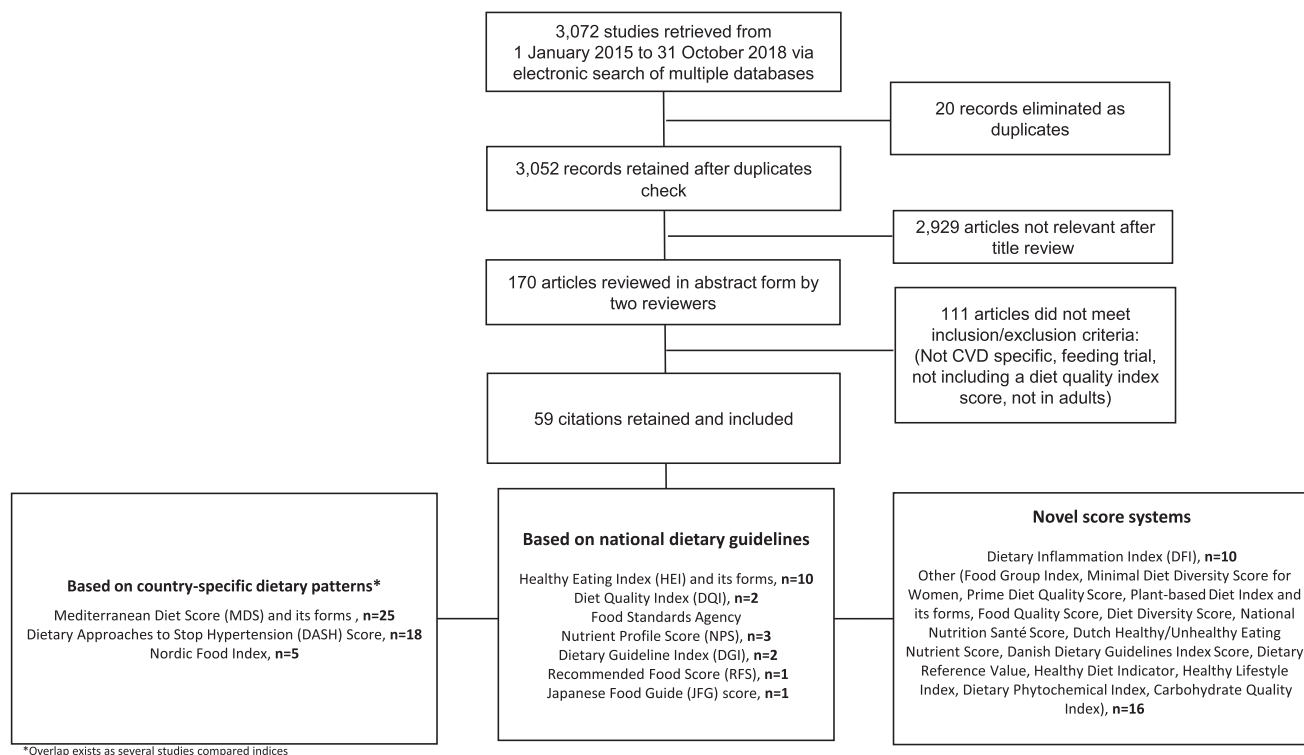 3,072 studies retrieved from
1 January 2015 to 31 October 2018 via
electronic search of multiple databases
20 records eliminated as
duplicates
3,052 records retained after duplicates
check
2,929 articles not relevant after
title review
170 articles reviewed in abstract form by
two reviewers
111 articles did not meet
inclusion/exclusion criteria:
(Not CVD specific, feeding trial,
not including a diet quality index
score, not in adults)
59 citations retained and included
Based on country-specific dietary patterns*
Mediterranean Diet Score (MDS) and its forms , n=25
Dietary Approaches to Stop Hypertension (DASH) Score, n=18
Nordic Food Index, n=5
Based on national dietary guidelines
Healthy Eating Index (HEI) and its forms, n=10
Diet Quality Index (DQI), n=2
Food Standards Agency
Nutrient Profile Score (NPS), n=3
Dietary Guideline Index (DGI), n=2
Recommended Food Score (RFS), n=1
Japanese Food Guide (JFG) score, n=1
Novel score systems
Dietary Inflammation Index (DFI), n=10
Other (Food Group Index, Minimal Diet Diversity Score for
Women, Prime Diet Quality Score, Plant-based Diet Index and
its forms, Food Quality Score, Diet Diversity Score, National
Nutrition Santé Score, Dutch Healthy/Unhealthy Eating
Nutrient Score, Danish Dietary Guidelines Index Score, Dietary
Reference Value, Healthy Diet Indicator, Healthy Lifestyle
Index, Dietary Phytochemical Index, Carbohydrate Quality
Index), n=16
*Overlap exists as several studies compared indices